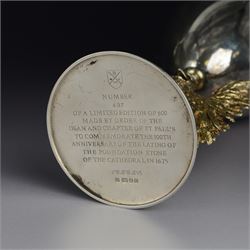 NUMBER
OF A LIMITED EDITION OF 600
MADE BY ORDER OF THE
DEAN AND CHAPTER OF ST PAUL'S
TO COMMEMORATE THE 300TH
ANNIVERSARY OF THE LAYING OF
THE FOUNDATION STONE
OF THE CATHEDRAL IN 1675